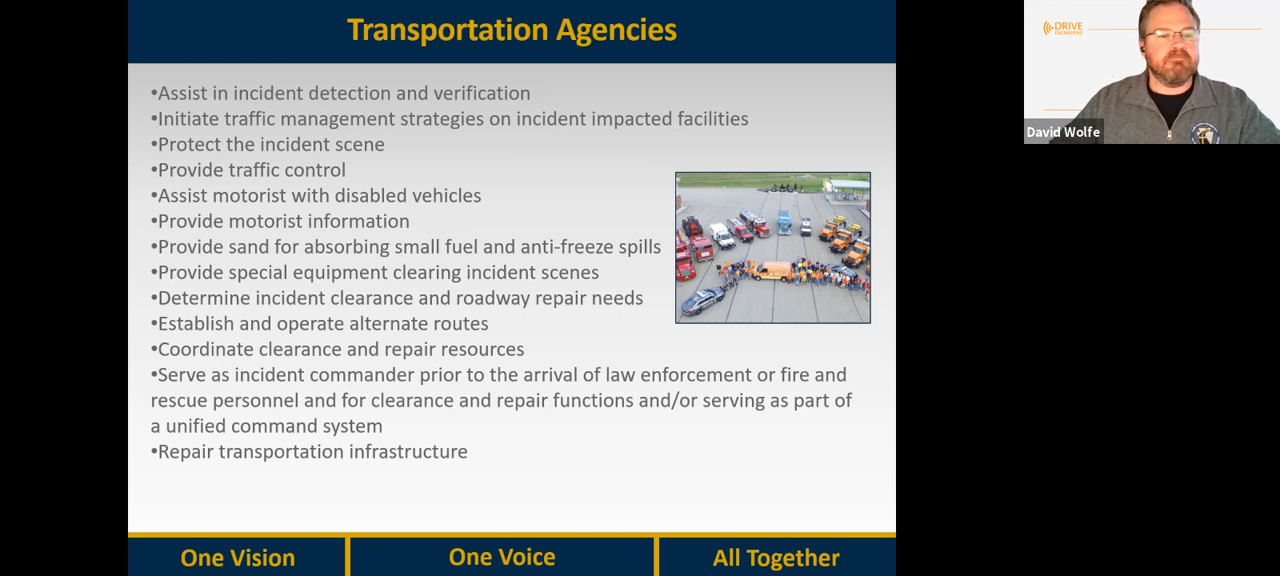 Transportation Agencies
•Assist in incident detection and verification
•Initiate traffic management strategies on incident impacted facilities
•Protect the incident scene
•Provide traffic control
•Assist motorist with disabled vehicles
•Provide motorist information
•Provide sand for absorbing small fuel and anti-freeze spills
•Provide special equipment clearing incident scenes
•Determine incident clearance and roadway repair needs
•Establish and operate alternate routes
•Coordinate clearance and repair resources
•Serve as incident commander prior to the arrival of law enforcement or fire and
rescue personnel and for clearance and repair functions and/or serving as part of
a unified command system
•Repair transportation infrastructure
One Vision
One Voice
All Together
DRIVE
ENGINEERING
David Wolfe